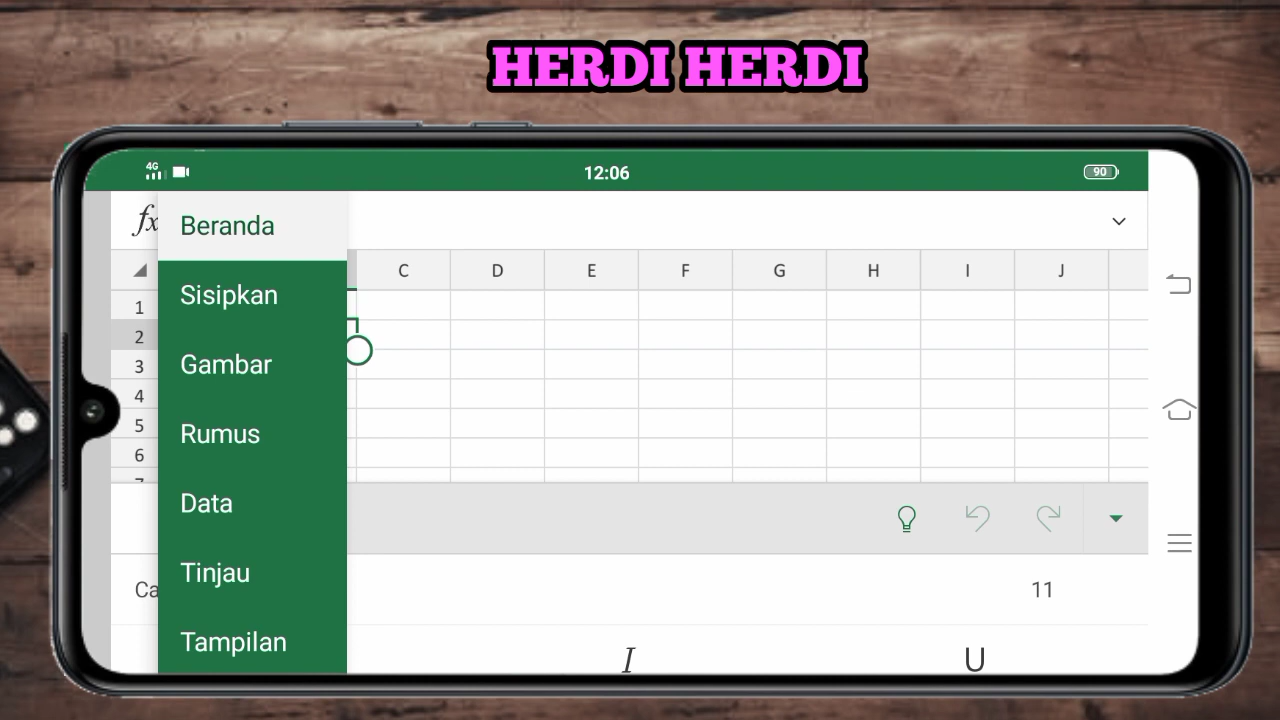 HERDI HERDI
4G
12:06
90
fx
Beranda
C D E F G H I J
Sisipkan
1
2
Gambar
3
4
Rumus
5
6
Data
Tinjau
Ca 11
Tampilan
I U